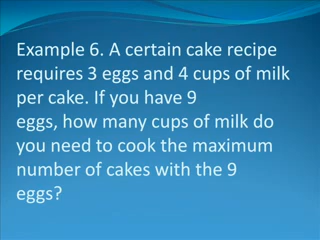 Example 6. A certain cake recipe
requires 3 eggs and 4 cups of milk
per cake. If you have 9
eggs, how many cups of milk do
you need to cook the maximum
number of cakes with the 9
eggs?